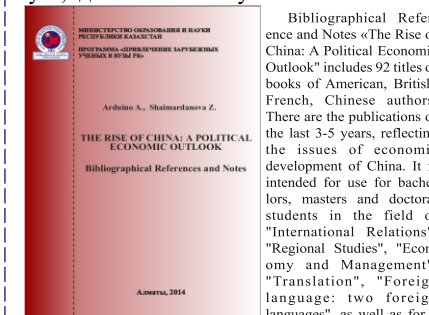 МИНИСТЕРСТВО ОБРАЗОВАНИЯ И НАУКИ
РЕСПУБЛИКИ КАЗАХСТАН
ПРОГРАММА «ПРИВЛЕЧЕНИЕ ЗАРУБЕЖНЫХ
УЧЕНЫХ В ВУЗЫ РК»
Arduino A., Shaimardanova Z.
THE RISE OF CHINA: A POLITICAL
ECONOMIC OUTLOOK
Bibliographical References and Notes
Алматы, 2014
Bibliographical Refer
ence and Notes «The Rise o
China: A Political Economi
Outlook" includes 92 titles o
books of American, British
French, Chinese authors
There are the publications o
the last 3-5 years, reflectin
the issues of economi
development of China. It i
intended for use for bache
lors, masters and doctora
students in the field o
"International Relations"
"Regional Studies", "Econ
omy and Management"
"Translation", "Foreig
language: two foreig
languages", as well as for